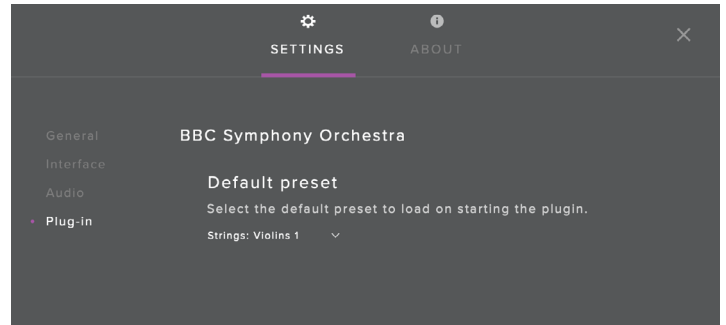 SETTINGS
ABOUT
General
Interface
Audio
Plug-in
BBC Symphony Orchestra
Default preset
Select the default preset to load on starting the plugin.
Strings: Violins 1